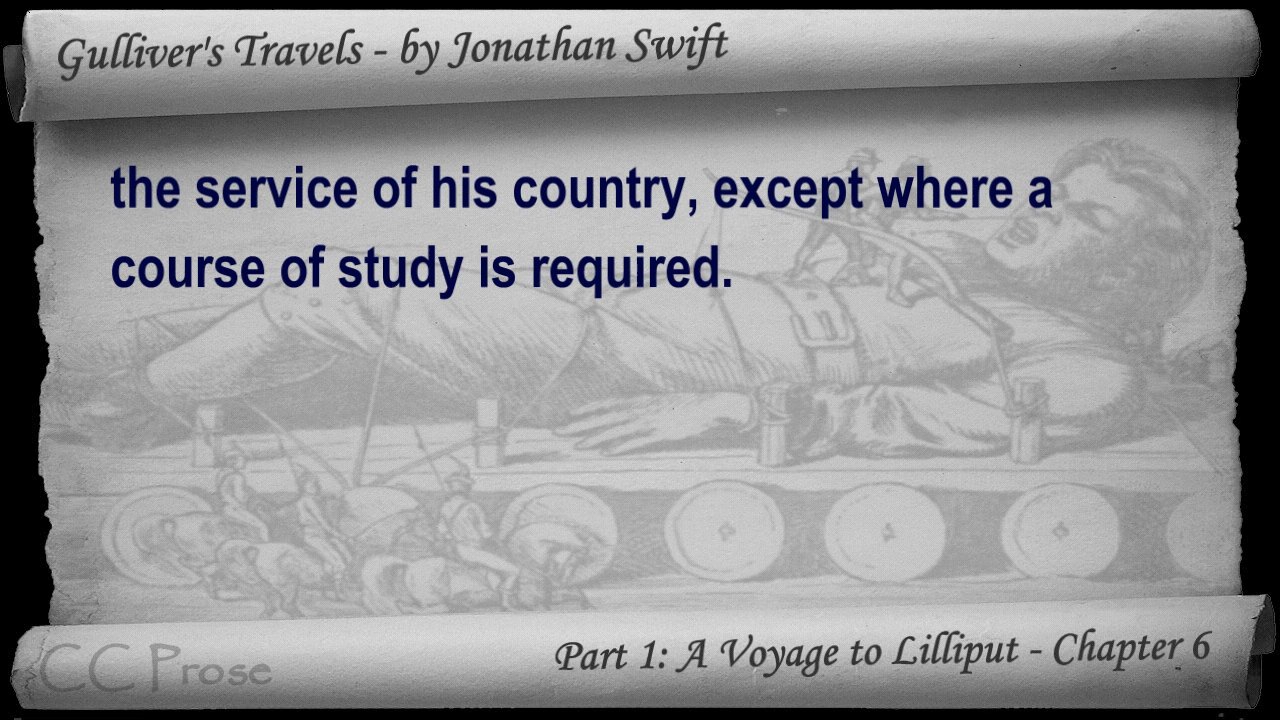 Gulliver's Travels - by Jonathan Swift
the service of his country, except where a
course of study is required.
CC Prose
Part 1: A Voyage to Lilliput - Chapter 6